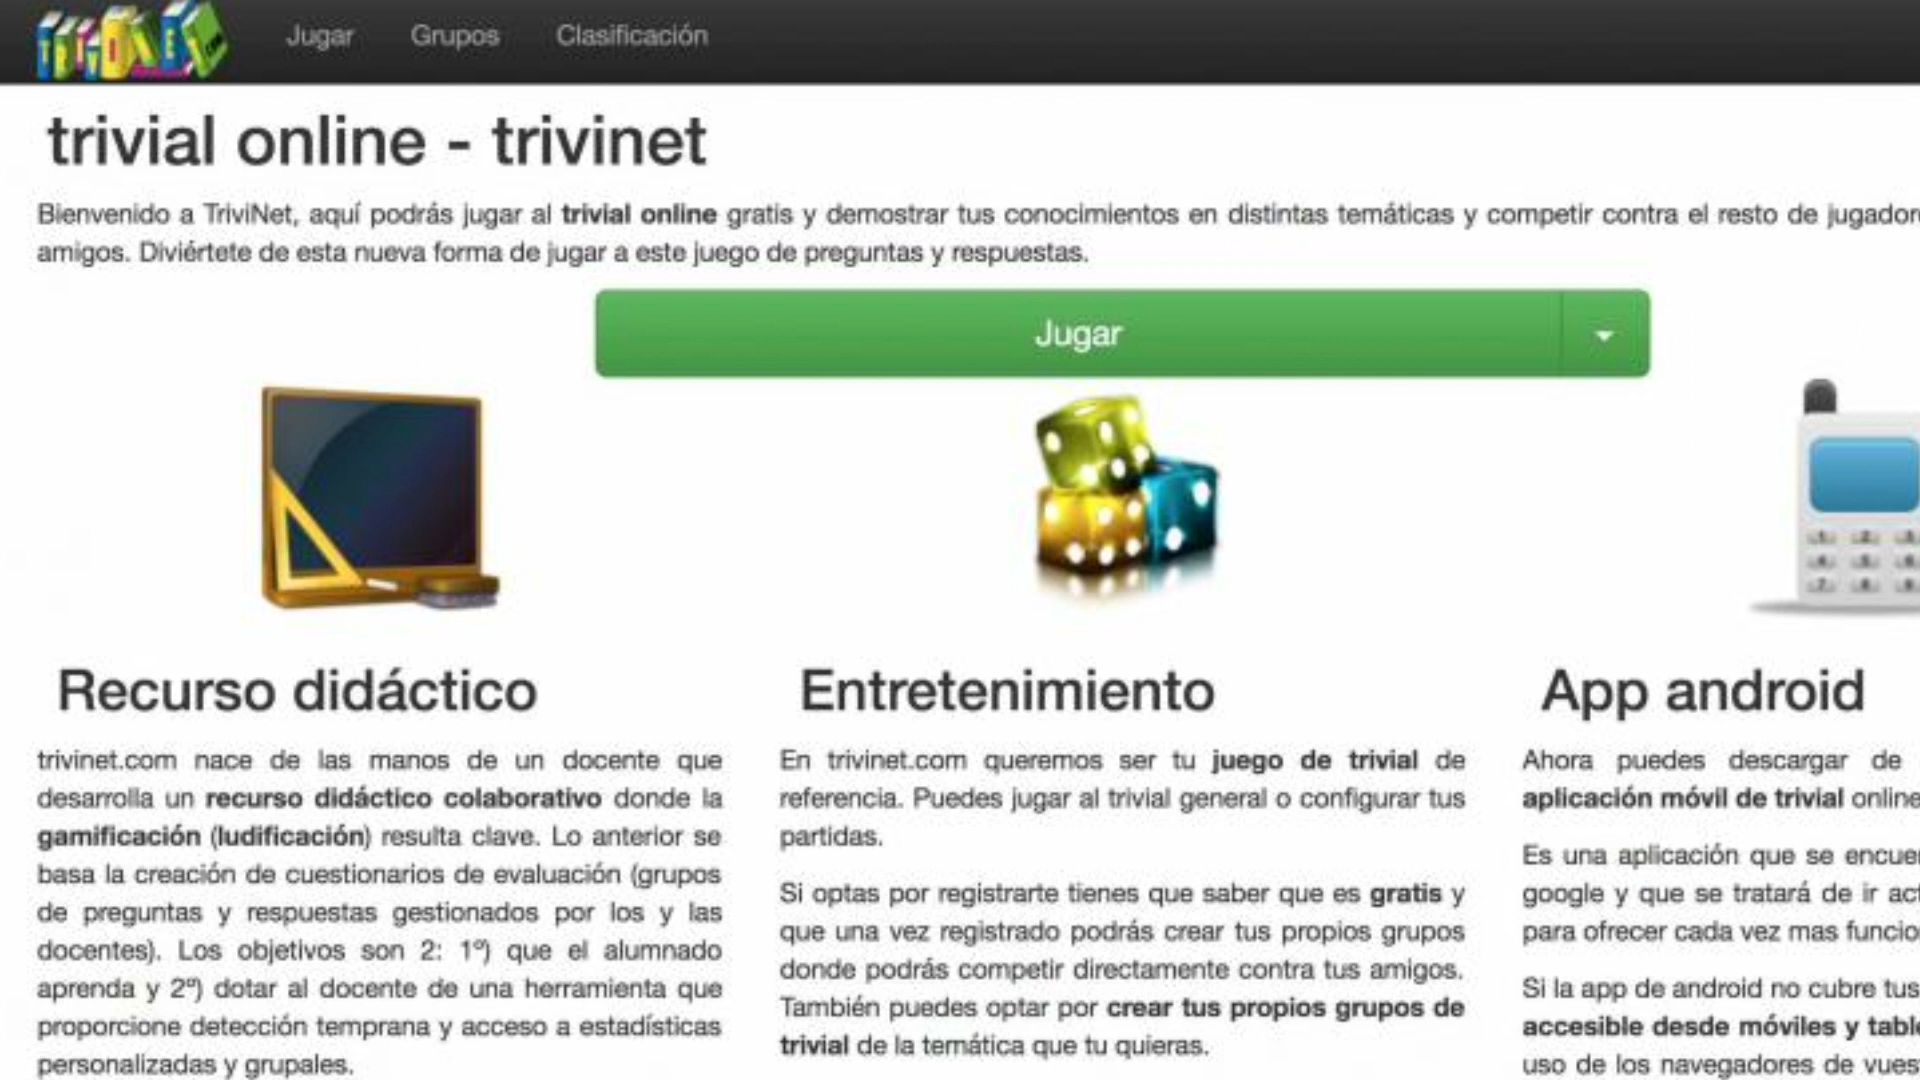 TRIVINET
Jugar Grupos Clasificación
trivial online - trivinet
Bienvenido a TriviNet, aquí podrás jugar al trivial online gratis y demostrar tus conocimientos en distintas temáticas y competir contra el resto de
amigos. Diviértete de esta nueva forma de jugar a este juego de preguntas y respuestas.
Jugar
Recurso didáctico
trivinet.com nace de las manos de un docente que
desarrolla un recurso didáctico colaborativo donde la
gamificación (ludificación) resulta clave. Lo anterior se
basa la creación de cuestionarios de evaluación (grupos
de preguntas y respuestas gestionados por los y las
docentes). Los objetivos son 2: 1º) que el alumnado
aprenda y 2º) dotar al docente de una herramienta que
proporcione detección temprana y acceso a estadísticas
personalizadas y grupales.
Entretenimiento
En trivinet.com queremos ser tu juego de trivial de
referencia. Puedes jugar al trivial general o configurar tus
partidas.
Si optas por registrarte tienes que saber que es gratis y
que una vez registrado podrás crear tus propios grupos
donde podrás competir directamente contra tus amigos.
También puedes optar por crear tus propios grupos de
trivial de la temática que tu quieras.
App android
Ahora puedes descargar de
aplicación móvil de trivial online
Es una aplicación que se
google y que se tratará de ir
para ofrecer cada vez mas
Si la app de android no cubre tus
accesible desde móviles y
uso de los navegadores de